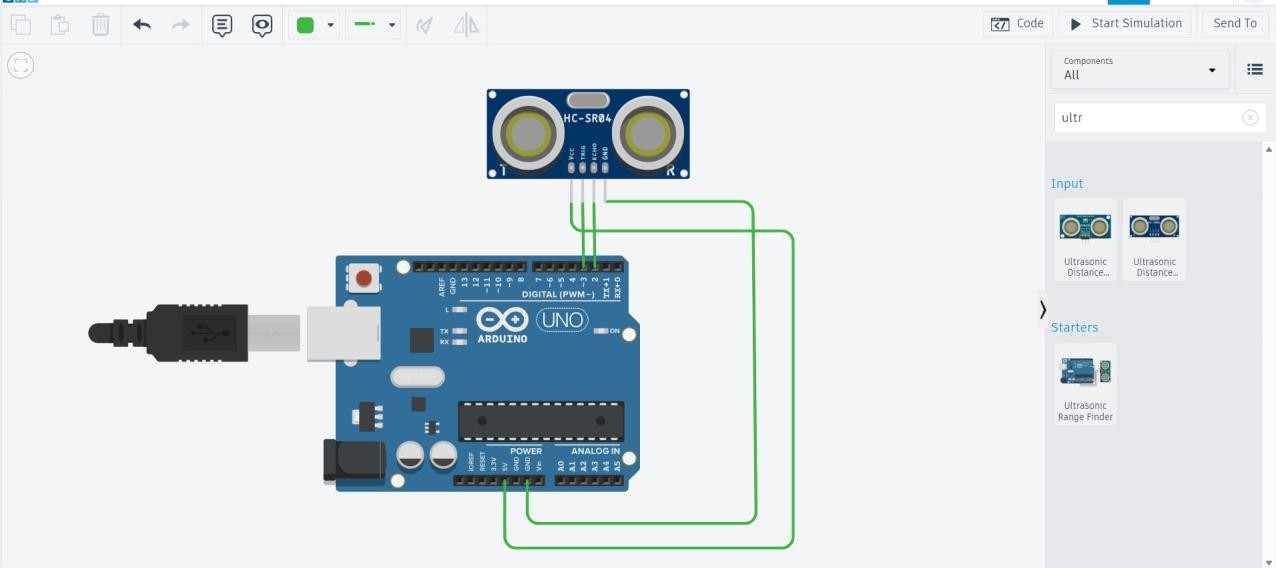 Code
Start Simulation
Send To
Components
All
ultr
Input
Ultrasonic
Distance...
Ultrasonic
Distance...
Starters
Ultrasonic
Range Finder
HC-SR04
VCC
TRIG
ECHO
GND
T
R
AREF
GND
13
12
~11
~10
~9
8
7
~6
~5
4
~3
2
TX→1
RX←0
DIGITAL (PWM~)
L
TX
RX
UNO
ARDUINO
ON
POWER
ANALOG IN
IOREF
RESET
3.3V
5V
GND
GND
Vin
A0
A1
A2
A3
A4
A5